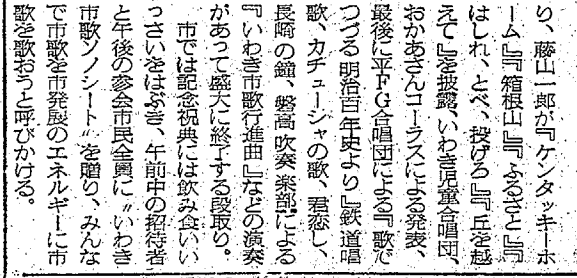 り、藤山一郎が『ケンタッキーホ
ーム』『箱根山』『ふるさと』『
はしれ、とべ、投げろ』『丘を越
えて』を披露、いわき児童合唱団、
おかあさんコーラスによる発表、
最後に平FG合唱団による『歌で
つづる明治百年史より』鉄道唱
歌、カチューシャの歌、君恋し、
長崎の鐘、磐高吹奏楽部による
『いわき市歌行進曲』などの演奏
があって盛大に終了する段取り。
市では記念祝典には飲み食いい
っさいをはぶき、午前中の招待者
と午後の参会市民全員に〃いわき
市歌ソノシート〃を贈り、みんな
で市歌を市発展のエネルギーに市
歌を歌おうと呼びかける。